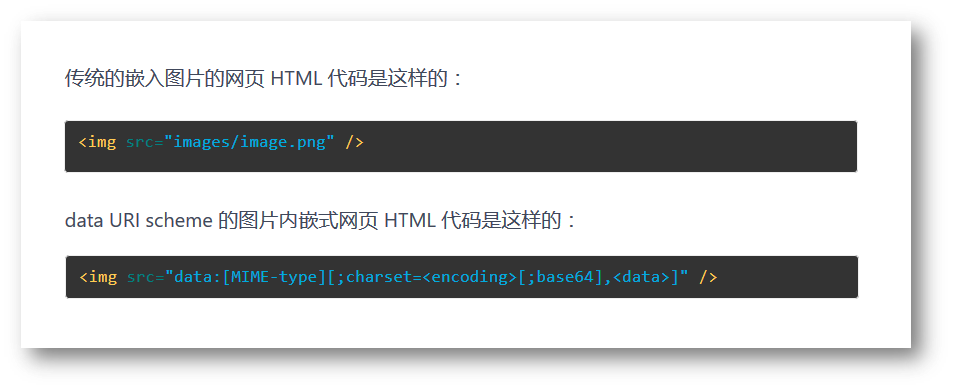 传统的嵌入图片的网页 HTML 代码是这样的：
<img src="images/image.png" />
data URI scheme 的图片内嵌式网页 HTML 代码是这样的：
<img src="data:[MIME-type][;charset=<encoding>[;base64],<data>]" />